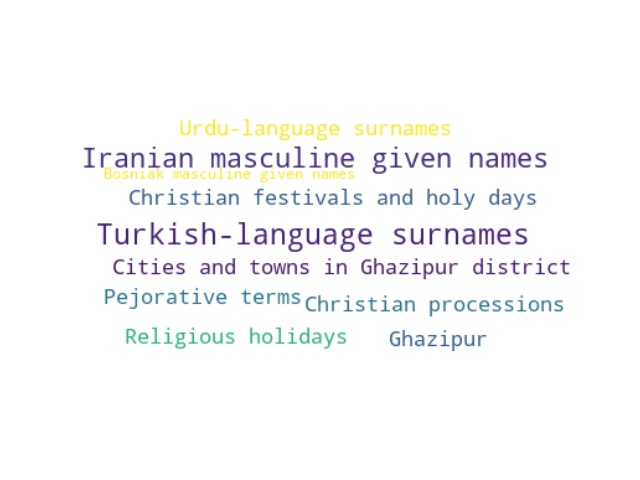 Urdu-language surnames
Iranian masculine given names
Bosniak masculine given names
Christian festivals and holy days
Turkish-language surnames
Cities and towns in Ghazipur district
Pejorative terms
Christian processions
Religious holidays
Ghazipur